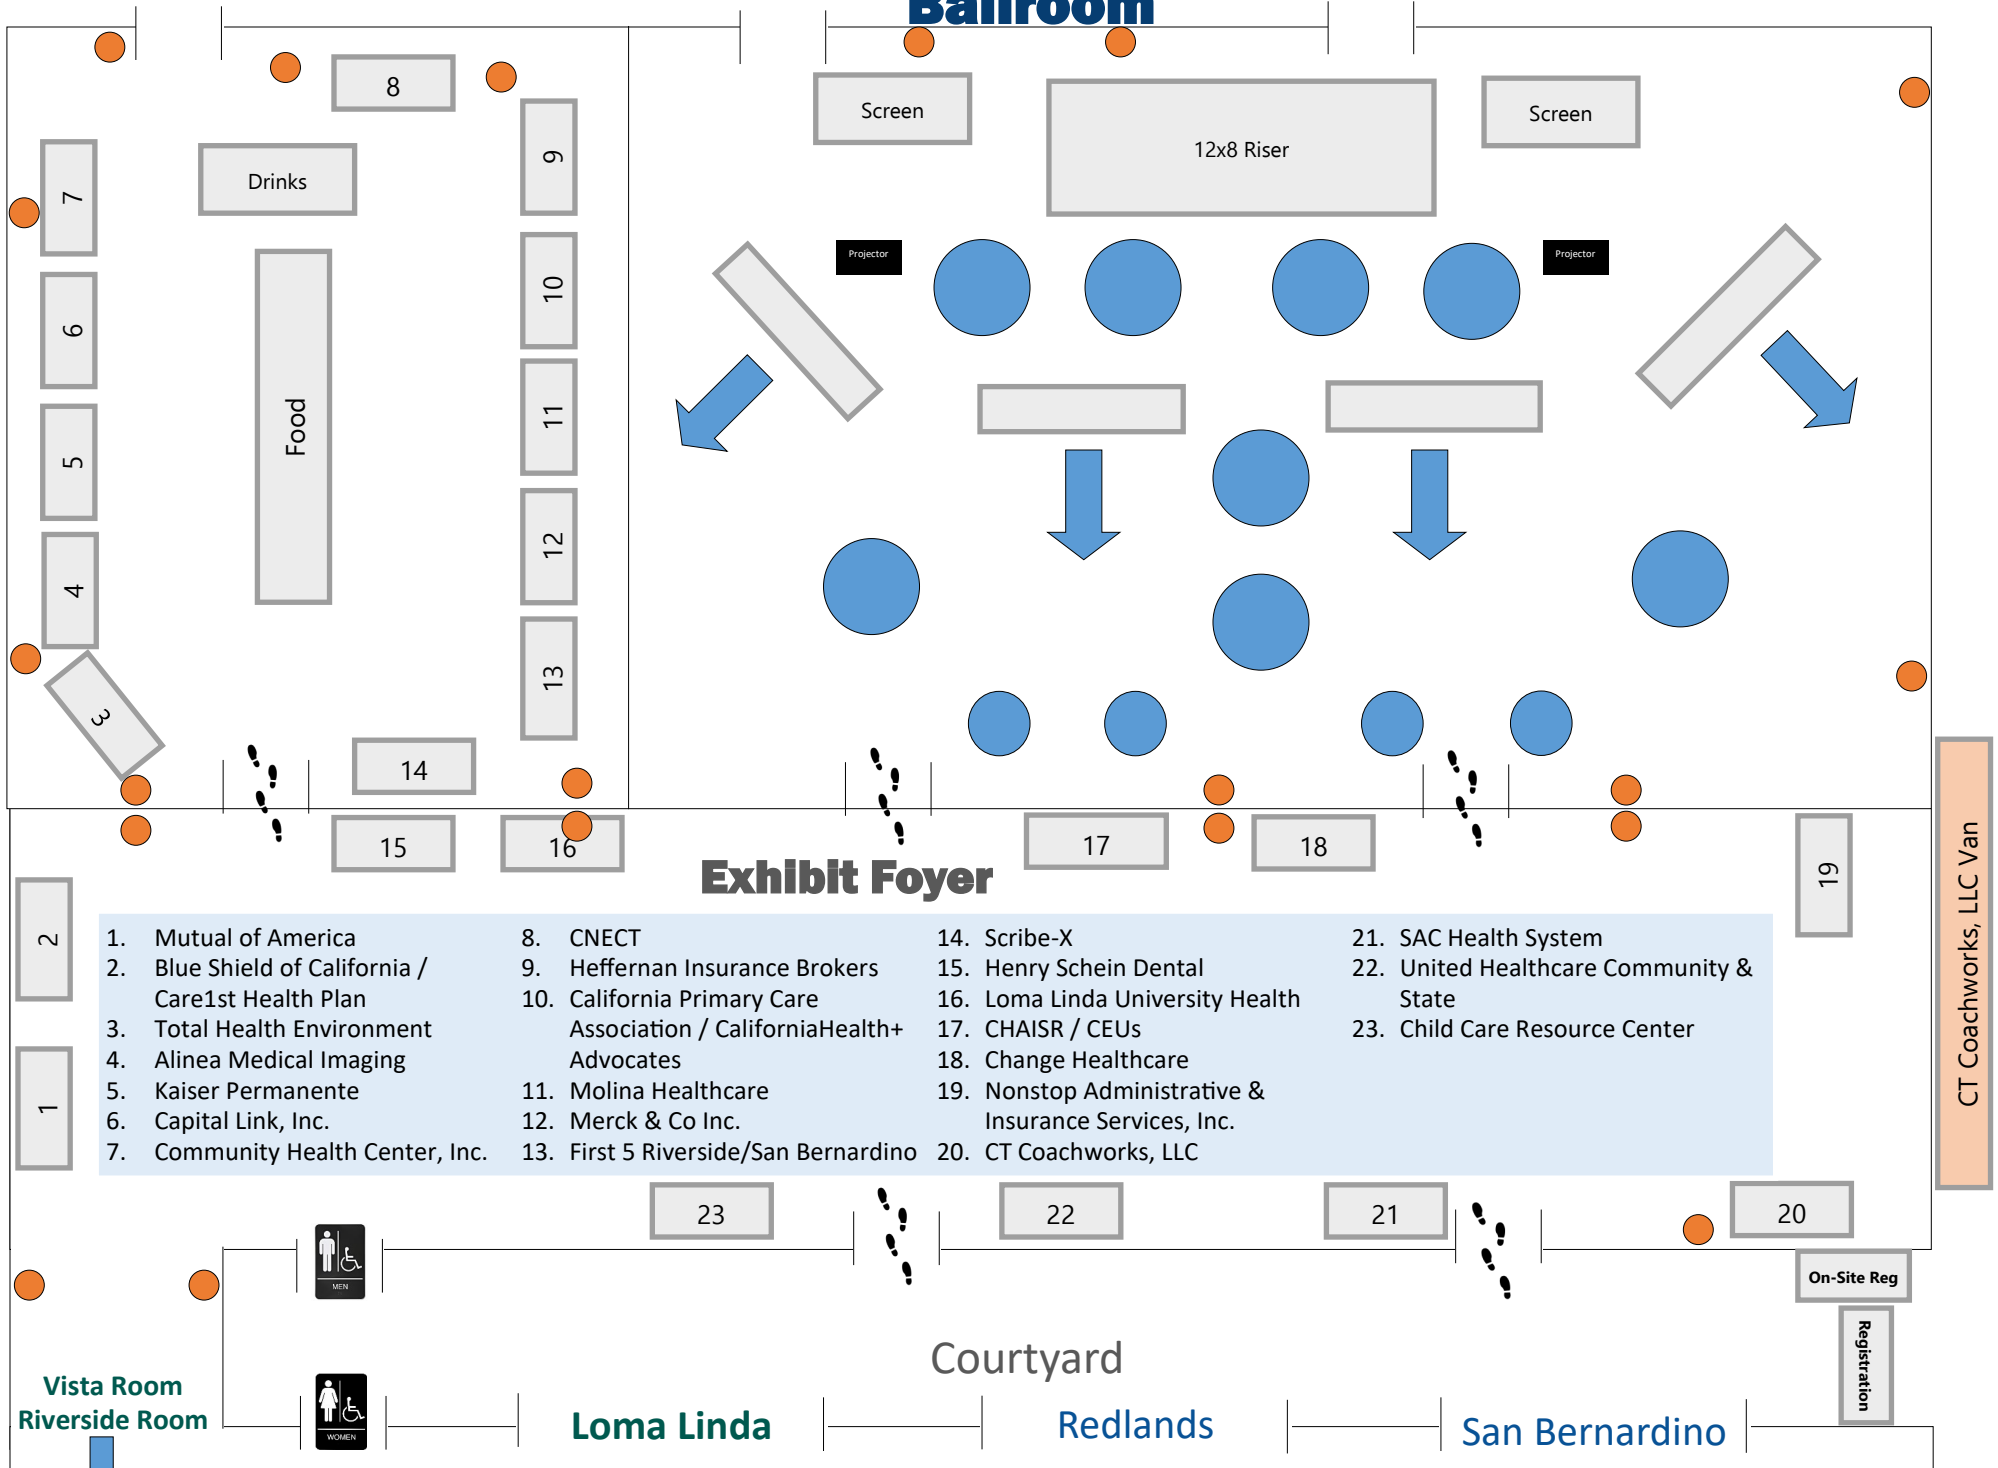 Ballroom
8
Screen
12x8 Riser
Screen
9
Drinks
7
Projector
Projector
10
6
Food
11
5
12
4
13
3
14
15
16
17
18
19
CT Coachworks, LLC Van
Exhibit Foyer
2
1
1. Mutual of America
2. Blue Shield of California /
Care1st Health Plan
3. Total Health Environment
4. Alinea Medical Imaging
5. Kaiser Permanente
6. Capital Link, Inc.
7. Community Health Center, Inc.
8. CNECT
9. Heffernan Insurance Brokers
10. California Primary Care
Association / CaliforniaHealth+
Advocates
11. Molina Healthcare
12. Merck & Co Inc.
13. First 5 Riverside/San Bernardino
14. Scribe-X
15. Henry Schein Dental
16. Loma Linda University Health
17. CHAISR / CEUs
18. Change Healthcare
19. Nonstop Administrative &
Insurance Services, Inc.
20. CT Coachworks, LLC
21. SAC Health System
22. United Healthcare Community &
State
23. Child Care Resource Center
23
22
21
20
MEN
On-Site Reg
Registration
Courtyard
Vista Room
Riverside Room
WOMEN
Loma Linda
Redlands
San Bernardino